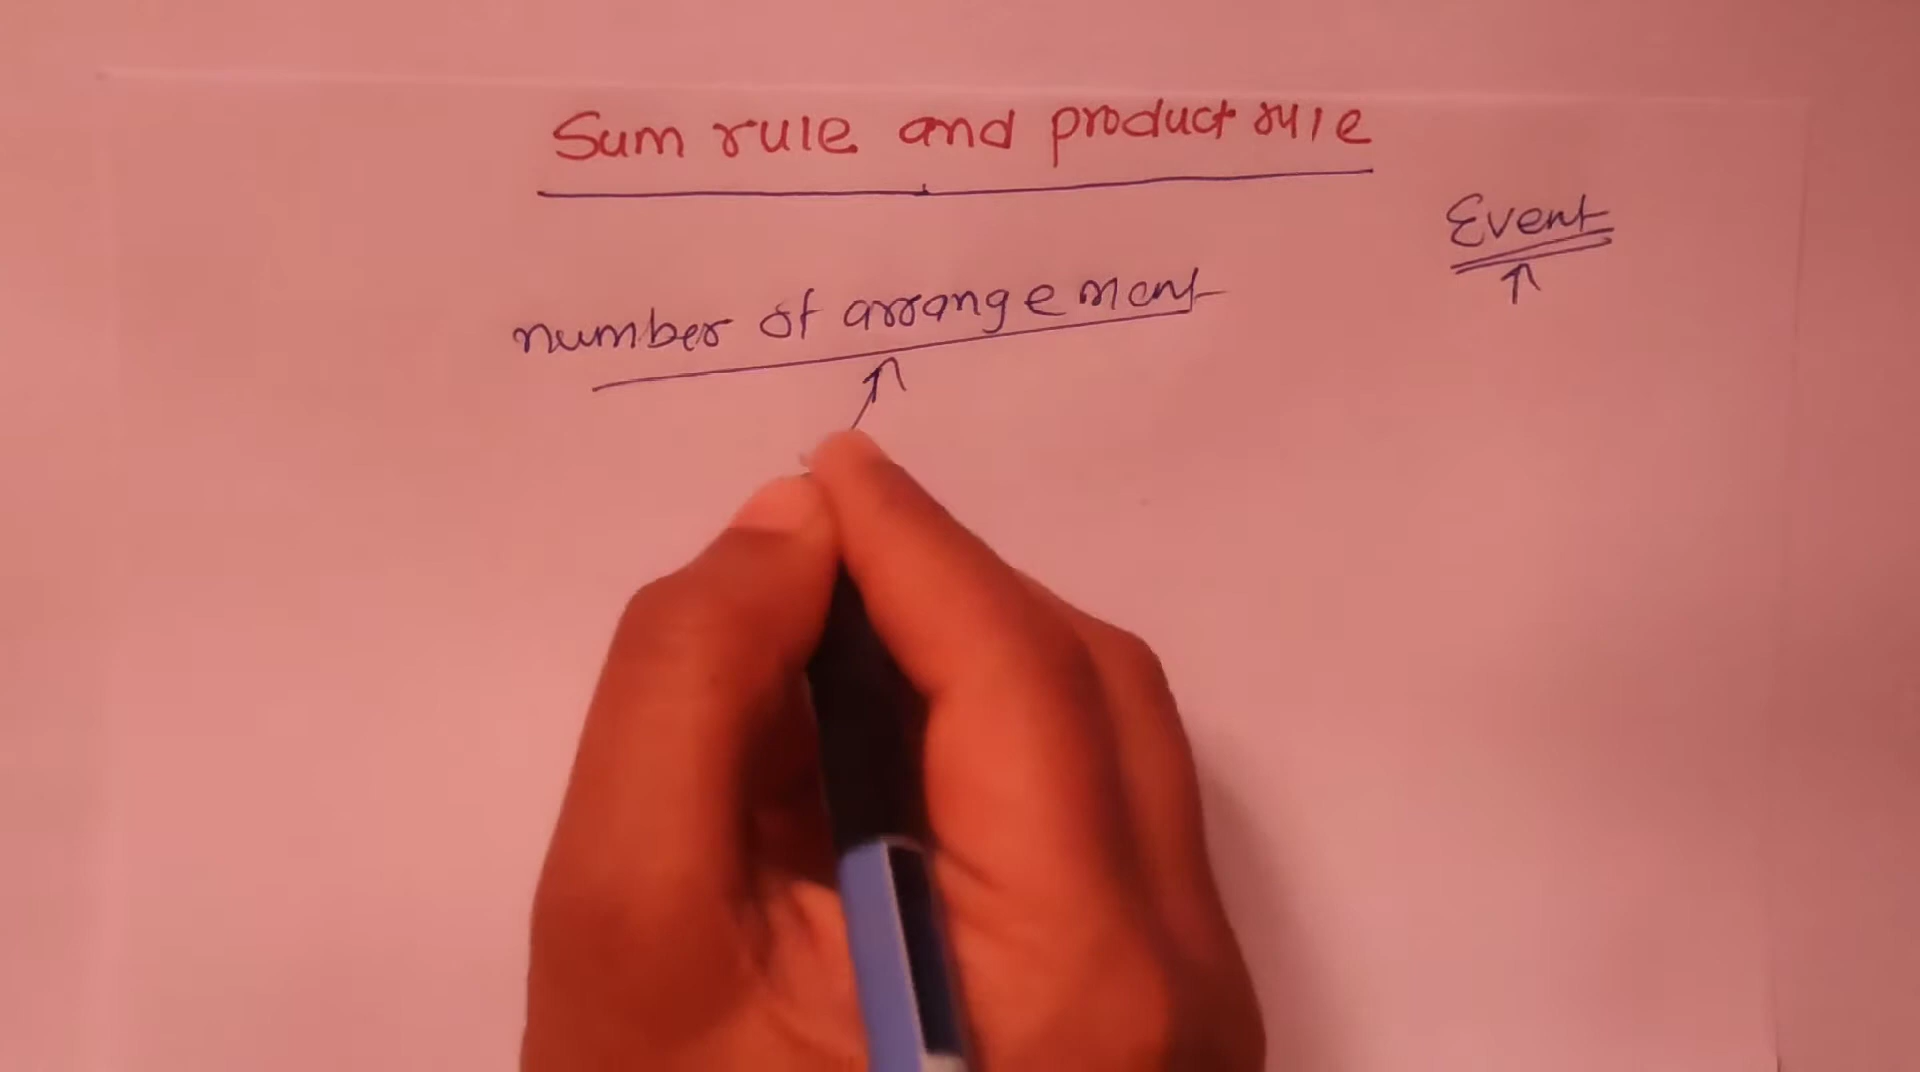 Sum rule and product rule
Event
number of arrangement